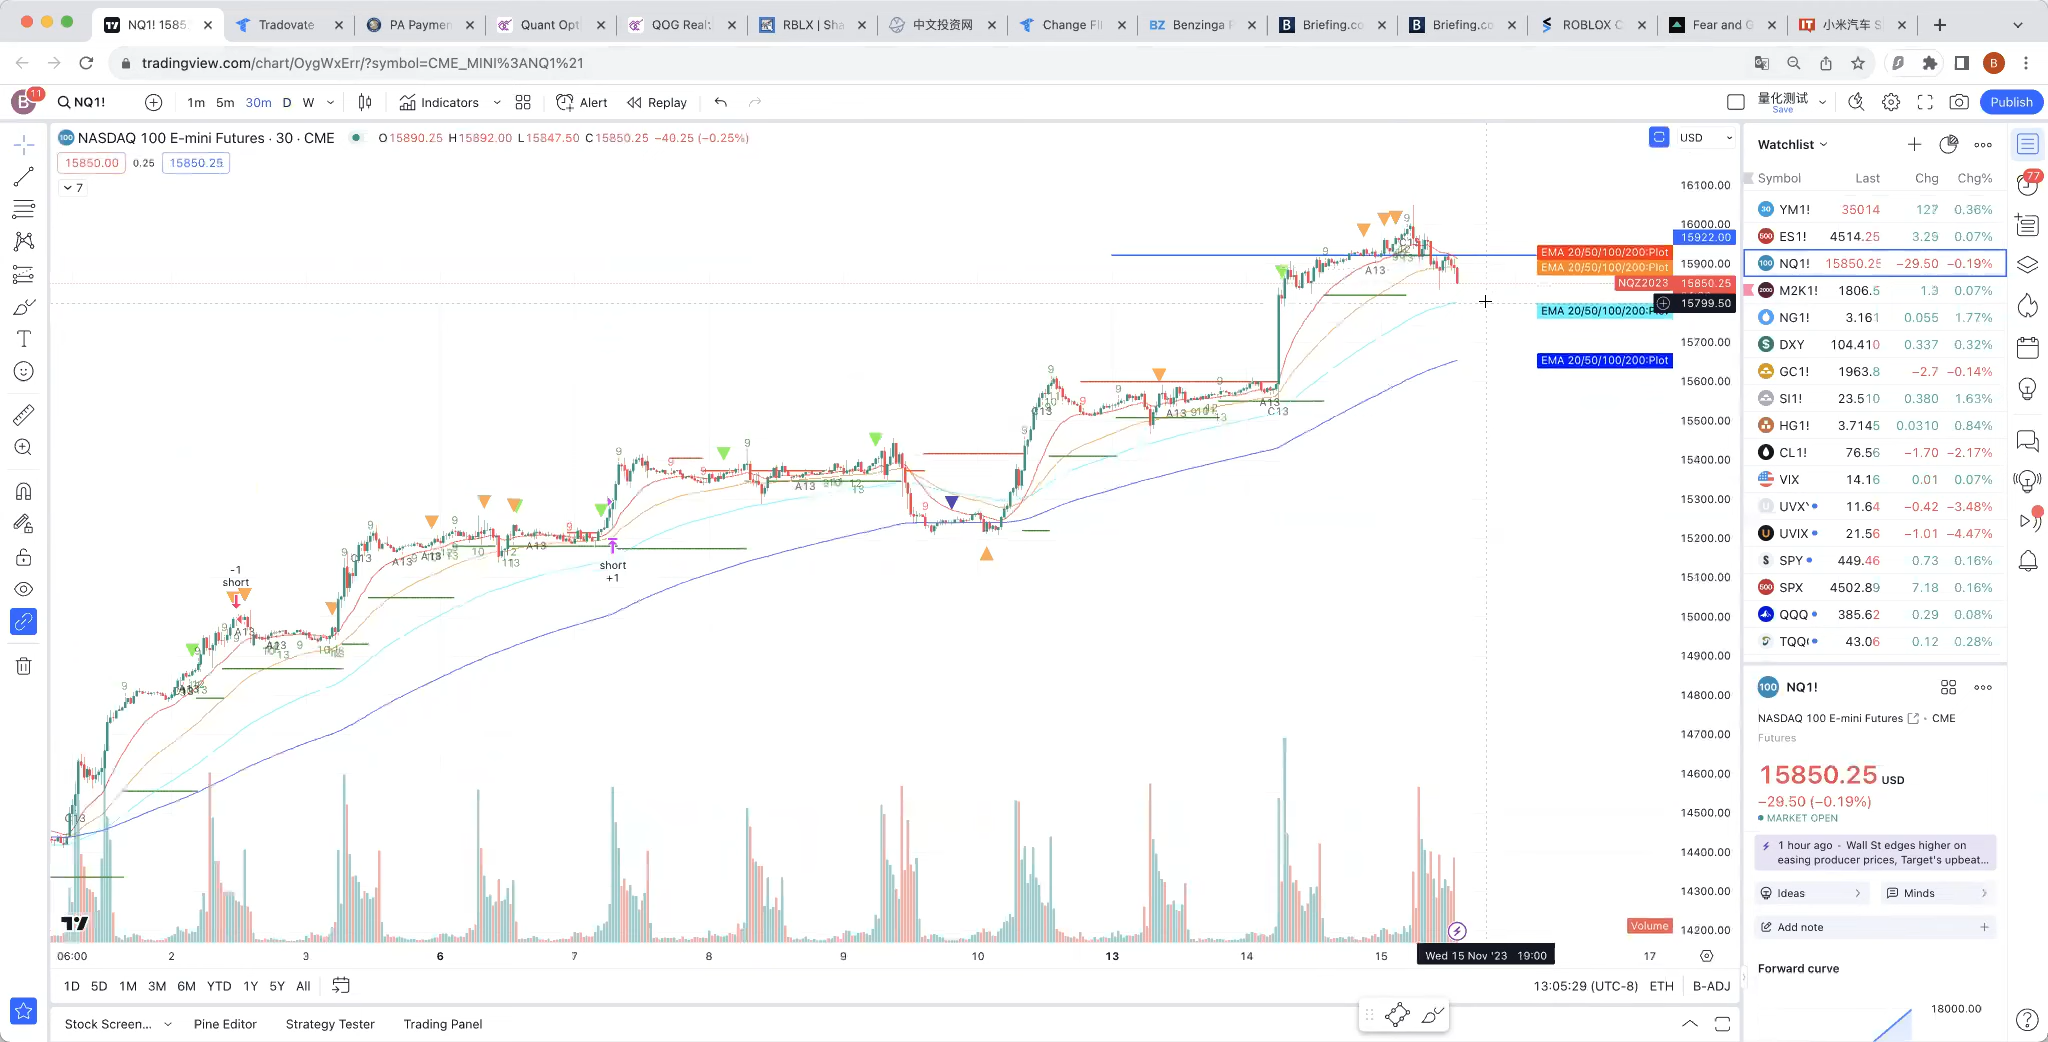 NQ1! 1585
Tradovate
PA Paymen
Quant Opt
QOG Real
RBLX | Sha
中文投资网
Change Fl
BZ Benzinga P
B Briefing.co
B Briefing.co
ROBLOX C
Fear and G
小米汽车 S
tradingview.com/chart/OygWxErr/?symbol=CME_MINI%3ANQ1%21
B
B 11 NQ1! 1m 5m 30m D W Indicators Alert Replay
量化测试
Save
Publish
NASDAQ 100 E-mini Futures · 30 · CME O15890.25 H15892.00 L15847.50 C15850.25 −40.25 (−0.25%)
15850.00 0.25 15850.25
7
USD
16100.00
16000.00
15922.00
15900.00
15850.25
15799.50
15700.00
15600.00
15500.00
15400.00
15300.00
15200.00
15100.00
15000.00
14900.00
14800.00
14700.00
14600.00
14500.00
14400.00
14300.00
14200.00
EMA 20/50/100/200:Plot
EMA 20/50/100/200:Plot
NQZ2023
EMA 20/50/100/200:Plot
EMA 20/50/100/200:Plot
-1
short
short
+1
Volume
06:00 2 3 6 7 8 9 10 13 14 15 Wed 15 Nov '23 19:00 17
1D 5D 1M 3M 6M YTD 1Y 5Y All
13:05:29 (UTC-8) ETH B-ADJ
Stock Screen... Pine Editor Strategy Tester Trading Panel
Watchlist
Symbol Last Chg Chg%
YM1! 35014 127 0.36%
ES1! 4514.25 3.25 0.07%
NQ1! 15850.25 −29.50 −0.19%
M2K1! 1806.5 1.3 0.07%
NG1! 3.161 0.055 1.77%
DXY 104.410 0.337 0.32%
GC1! 1963.8 −2.7 −0.14%
SI1! 23.510 0.380 1.63%
HG1! 3.7145 0.0310 0.84%
CL1! 76.56 −1.70 −2.17%
VIX 14.16 0.01 0.07%
UVXY 11.64 −0.42 −3.48%
UVIX 21.56 −1.01 −4.47%
SPY 449.46 0.73 0.16%
SPX 4502.89 7.18 0.16%
QQQ 385.62 0.29 0.08%
TQQQ 43.06 0.12 0.28%
77
100 NQ1!
NASDAQ 100 E-mini Futures · CME
Futures
15850.25 USD
−29.50 (−0.19%)
MARKET OPEN
1 hour ago · Wall St edges higher on
easing producer prices, Target's upbeat...
Ideas
Minds
Add note
Forward curve
18000.00